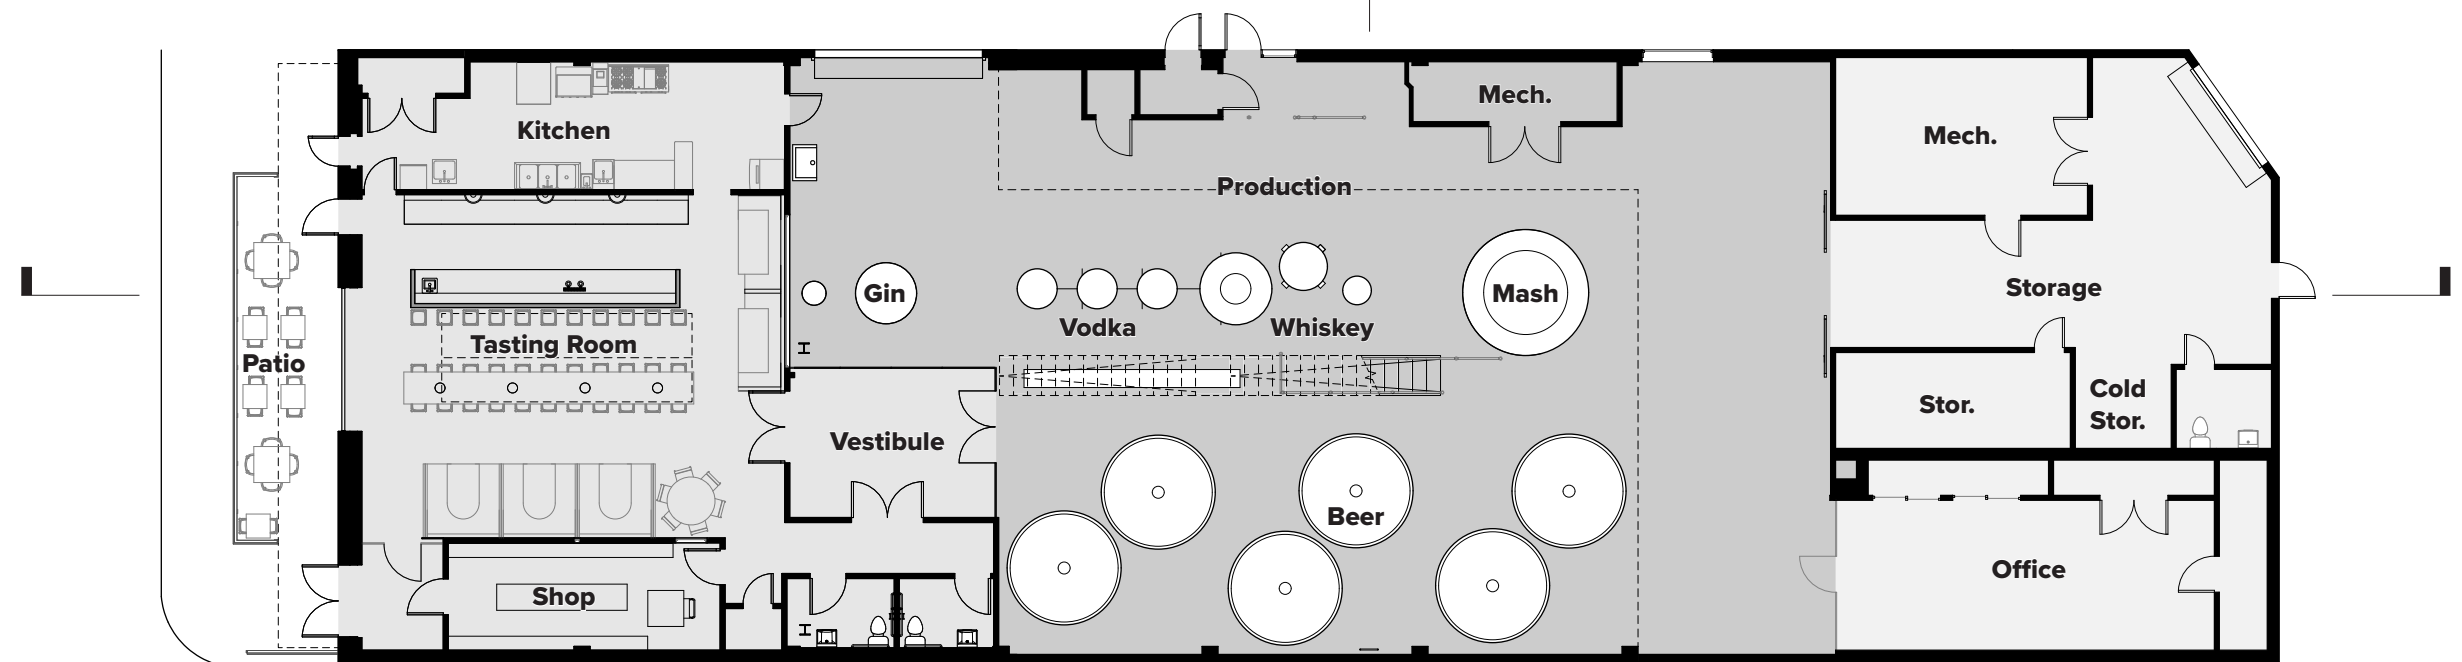 Mech.
Kitchen
Mech.
Production
Storage
Gin
Mash
Vodka
Whiskey
Tasting Room
Patio
Cold
Stor.
Stor.
Vestibule
Beer
Office
Shop